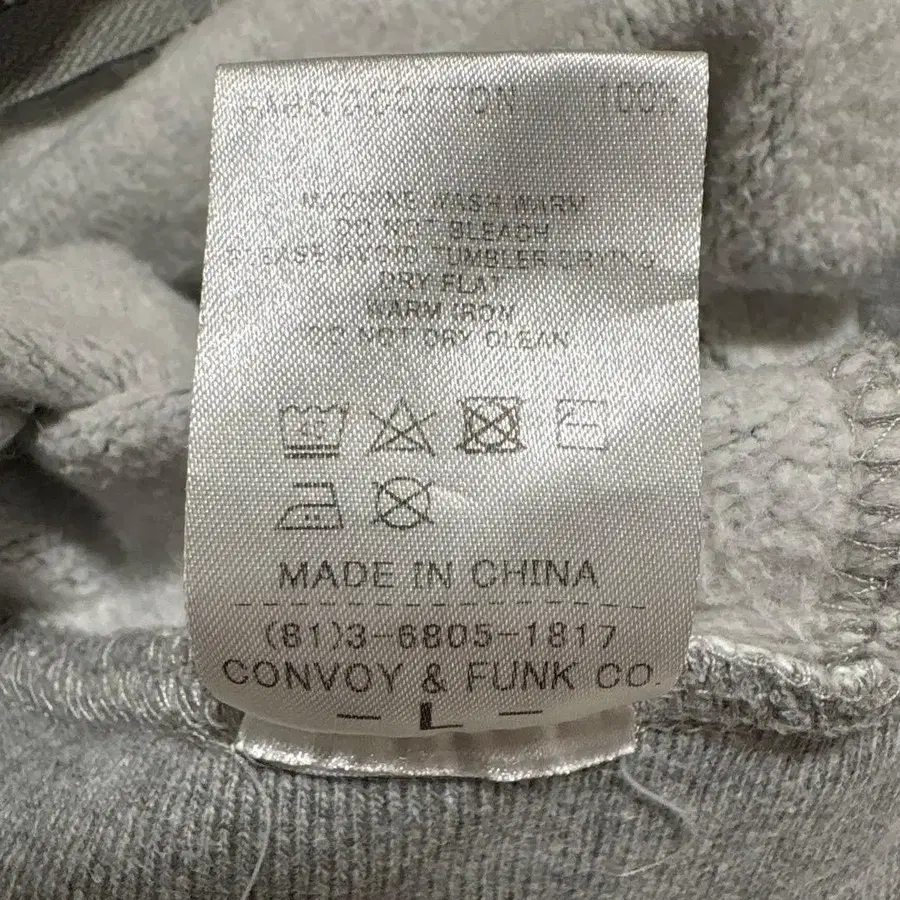 COTTON 100%
MACHINE WASH WARM
DO NOT BLEACH
PLEASE AVOID TUMBLER DRYING
DRY FLAT
WARM IRON
DO NOT DRY CLEAN
MADE IN CHINA
(81)3-6805-1817
CONVOY & FUNK CO.
- L -